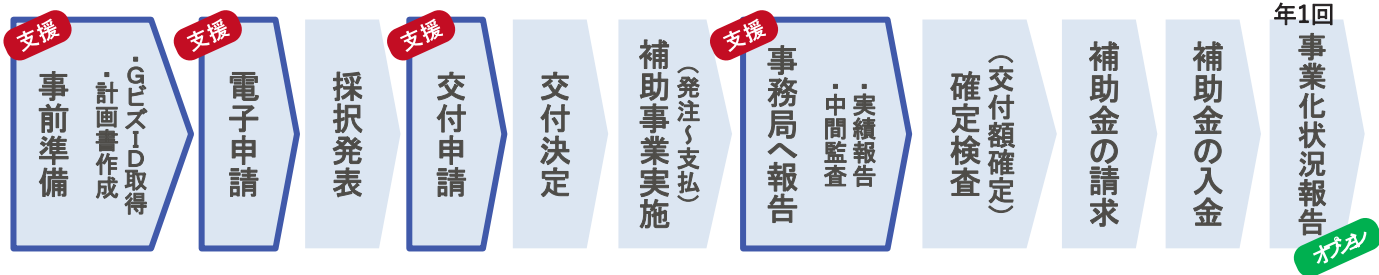 支援
事前準備
・GビズID取得
・計画書作成
支援
電子申請
採択発表
支援
交付申請
交付決定
補助事業実施
（発注～支払）
支援
事務局へ報告
・実績報告
・中間監査
確定検査
（交付額確定）
補助金の請求
補助金の入金
年1回
事業化状況報告
オプション